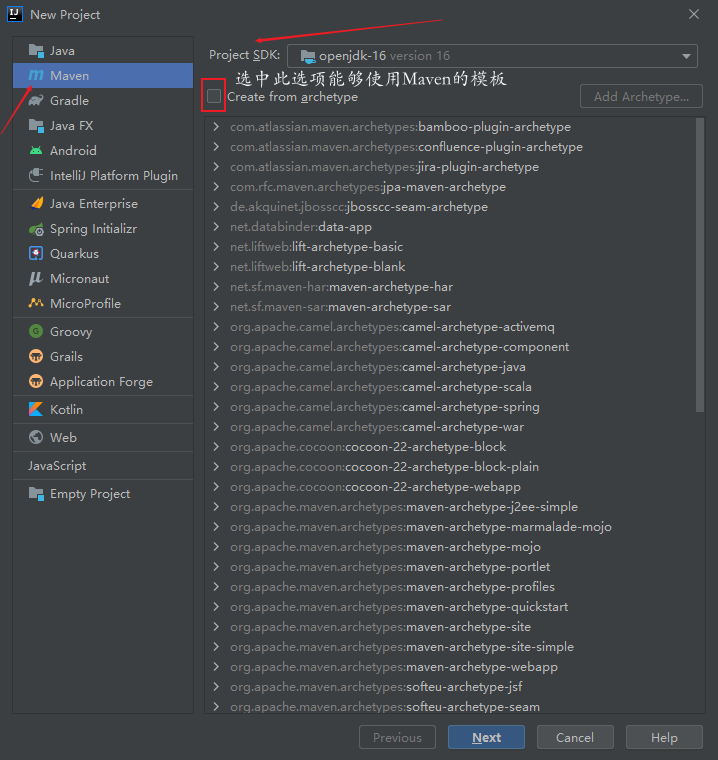 New Project
Java
Maven
Gradle
Java FX
Android
IntelliJ Platform Plugin
Java Enterprise
Spring Initializr
Quarkus
Micronaut
MicroProfile
Groovy
Grails
Application Forge
Kotlin
Web
JavaScript
Empty Project
Project SDK: openjdk-16 version 16
选中此选项能够使用Maven的模板
Create from archetype Add Archetype...
com.atlassian.maven.archetypes:bamboo-plugin-archetype
com.atlassian.maven.archetypes:confluence-plugin-archetype
com.atlassian.maven.archetypes:jira-plugin-archetype
com.rfc.maven.archetypes:jpa-maven-archetype
de.akquinet.jbosscc:jbosscc-seam-archetype
net.databinder:data-app
net.liftweb:lift-archetype-basic
net.liftweb:lift-archetype-blank
net.sf.maven-har:maven-archetype-har
net.sf.maven-sar:maven-archetype-sar
org.apache.camel.archetypes:camel-archetype-activemq
org.apache.camel.archetypes:camel-archetype-component
org.apache.camel.archetypes:camel-archetype-java
org.apache.camel.archetypes:camel-archetype-scala
org.apache.camel.archetypes:camel-archetype-spring
org.apache.camel.archetypes:camel-archetype-war
org.apache.cocoon:cocoon-22-archetype-block
org.apache.cocoon:cocoon-22-archetype-block-plain
org.apache.cocoon:cocoon-22-archetype-webapp
org.apache.maven.archetypes:maven-archetype-j2ee-simple
org.apache.maven.archetypes:maven-archetype-marmalade-mojo
org.apache.maven.archetypes:maven-archetype-mojo
org.apache.maven.archetypes:maven-archetype-portlet
org.apache.maven.archetypes:maven-archetype-profiles
org.apache.maven.archetypes:maven-archetype-quickstart
org.apache.maven.archetypes:maven-archetype-site
org.apache.maven.archetypes:maven-archetype-site-simple
org.apache.maven.archetypes:maven-archetype-webapp
org.apache.maven.archetypes:softeu-archetype-jsf
org.apache.maven.archetypes:softeu-archetype-seam
Previous Next Cancel Help